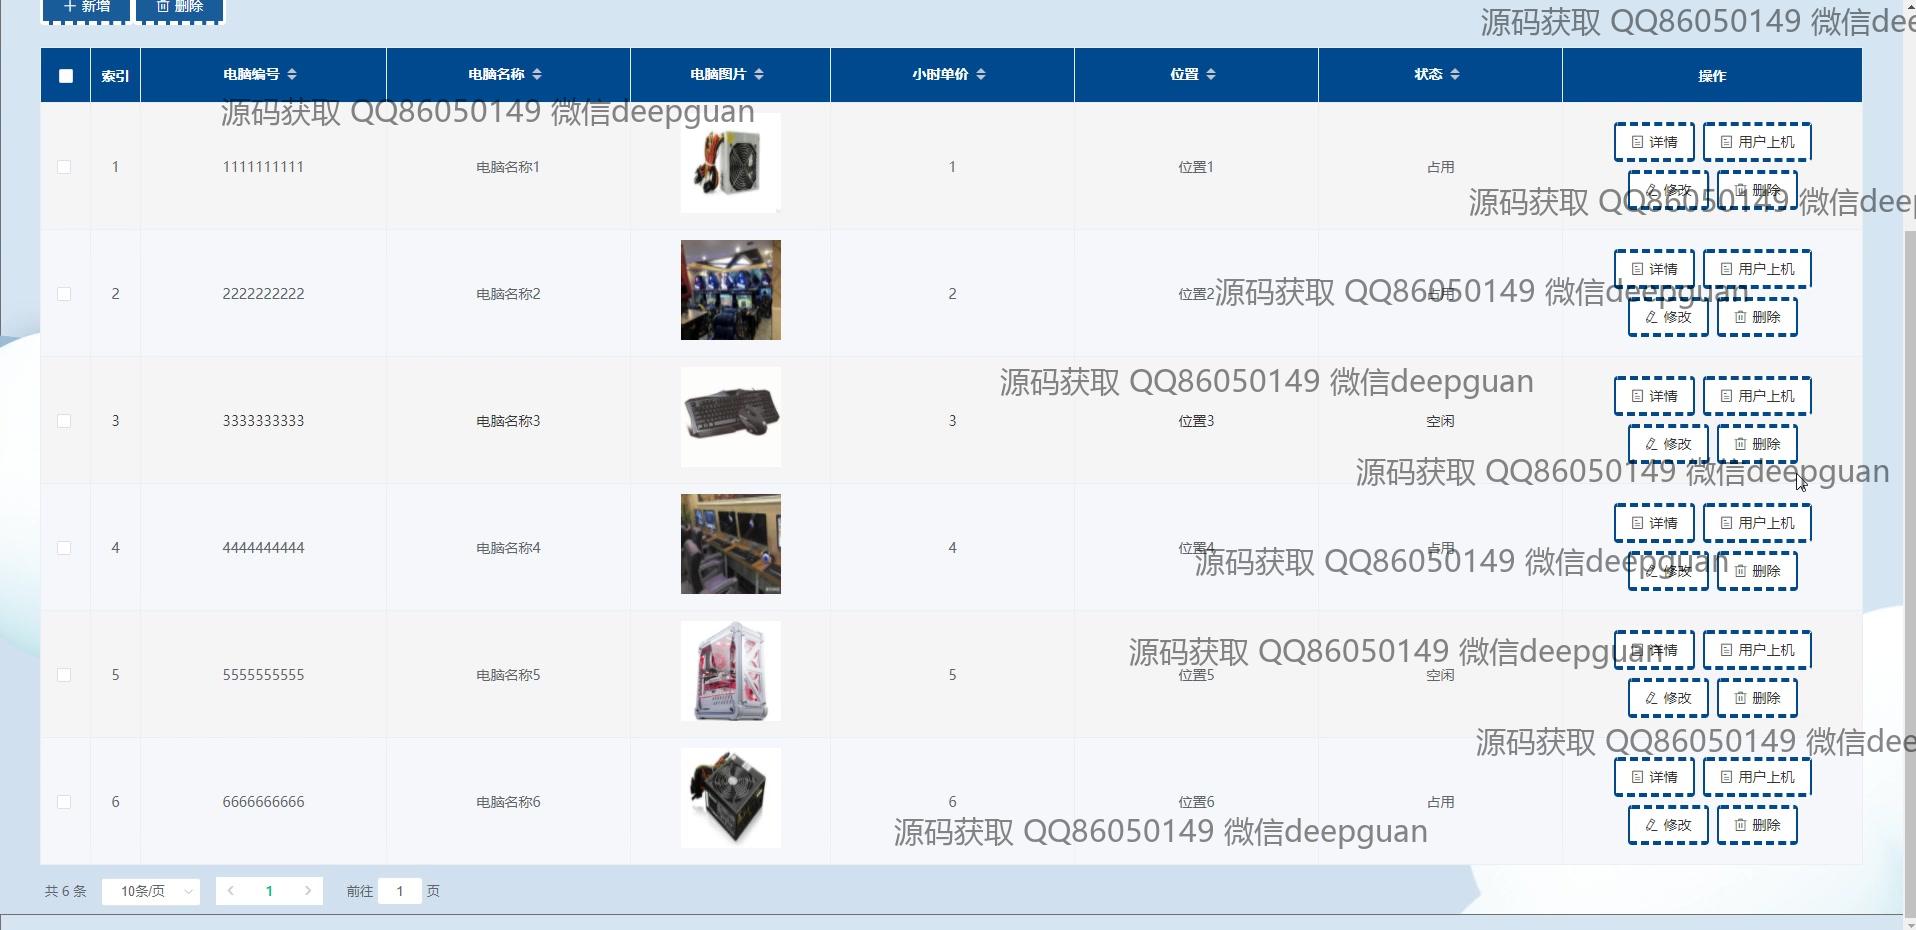 新增 删除
源码获取 QQ86050149 微信dee
索引 电脑编号 电脑名称 电脑图片 小时单价 位置 状态 操作
源码获取 QQ86050149 微信deepguan
详情 用户上机
1 1111111111 电脑名称1 1 位置1 占用
修改 删除
源码获取 QQ86050149 微信deep
详情 用户上机
2 2222222222 电脑名称2 2 位置2 占用
源码获取 QQ86050149 微信deepguan
修改 删除
源码获取 QQ86050149 微信deepguan
详情 用户上机
3 3333333333 电脑名称3 3 位置3 空闲
修改 删除
源码获取 QQ86050149 微信deepguan
详情 用户上机
4 4444444444 电脑名称4 4 位置4 占用
源码获取 QQ86050149 微信deepguan
修改 删除
源码获取 QQ86050149 微信deepguan
详情 用户上机
5 5555555555 电脑名称5 5 位置5 空闲
修改 删除
源码获取 QQ86050149 微信dee
详情 用户上机
6 6666666666 电脑名称6 6 位置6 占用
修改 删除
源码获取 QQ86050149 微信deepguan
共 6 条 10条/页 1 前往 1 页